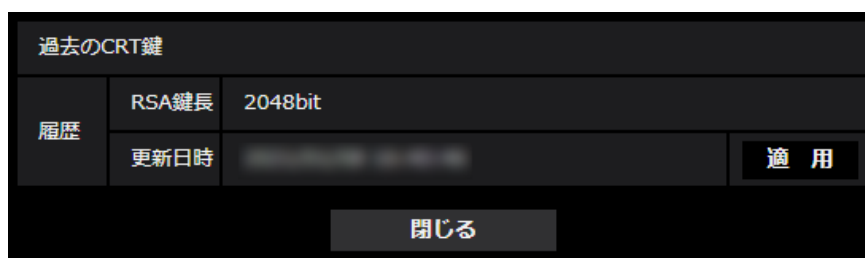 過去のCRT鍵
履歴
RSA鍵長 2048bit
更新日時
適 用
閉じる